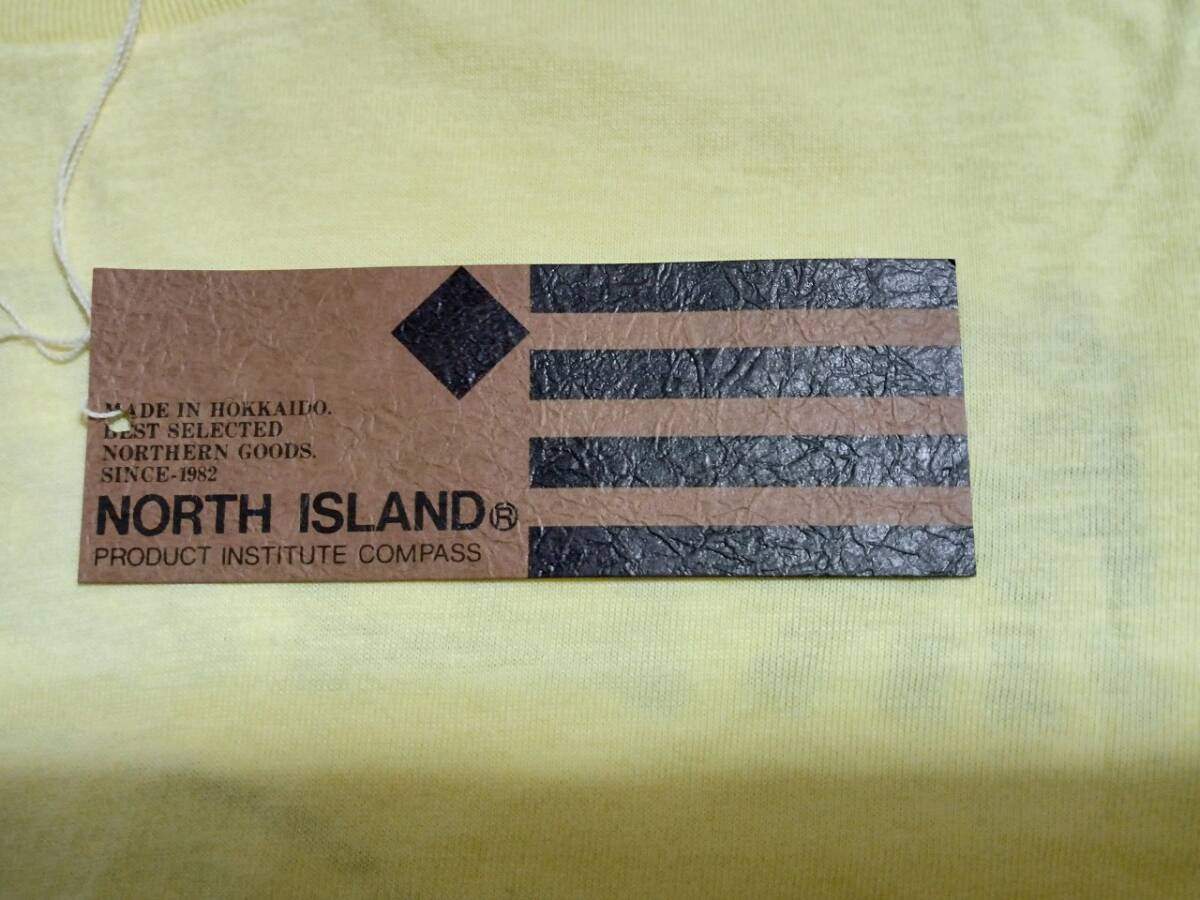 MADE IN HOKKAIDO.
BEST SELECTED
NORTHERN GOODS.
SINCE-1982
NORTH ISLAND®
PRODUCT INSTITUTE COMPASS